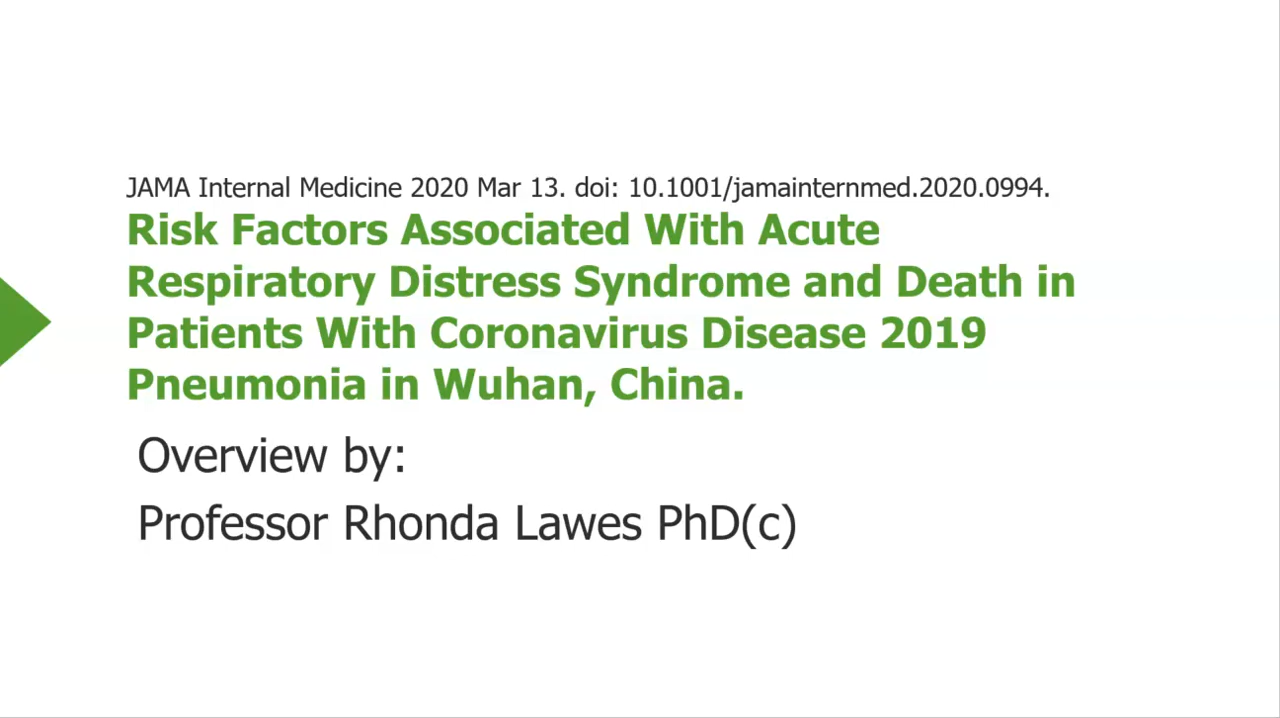 JAMA Internal Medicine 2020 Mar 13. doi: 10.1001/jamainternmed.2020.0994.
Risk Factors Associated With Acute
Respiratory Distress Syndrome and Death in
Patients With Coronavirus Disease 2019
Pneumonia in Wuhan, China.
Overview by:
Professor Rhonda Lawes PhD(c)